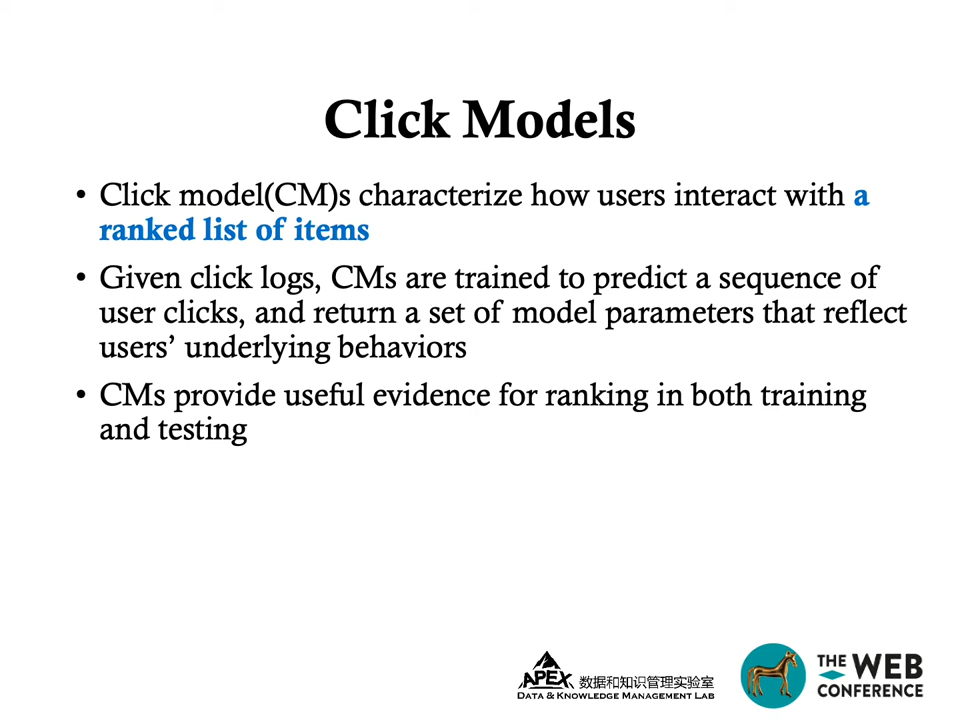 Click Models
• Click model(CM)s characterize how users interact with a
ranked list of items
• Given click logs, CMs are trained to predict a sequence of
user clicks, and return a set of model parameters that reflect
users’ underlying behaviors
• CMs provide useful evidence for ranking in both training
and testing
APEX 数据和知识管理实验室
DATA & KNOWLEDGE MANAGEMENT LAB
THE WEB
CONFERENCE